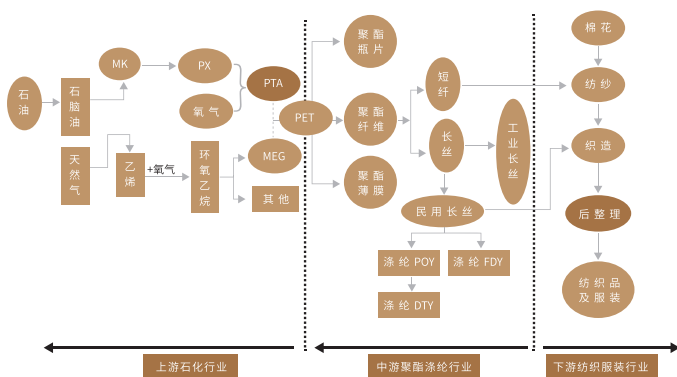 石
油
石
脑
油
MK
PX
氧 气
PTA
天
然
气
乙
烯
+氧气
环
氧
乙
烷
MEG
其 他
PET
聚 酯
瓶 片
聚 酯
纤 维
聚 酯
薄 膜
短
纤
长
丝
工
业
长
丝
民 用 长 丝
涤 纶 POY
涤 纶 FDY
涤 纶 DTY
棉 花
纺 纱
织 造
后 整 理
纺 织 品
及 服 装
上游石化行业
中游聚酯涤纶行业
下游纺织服装行业